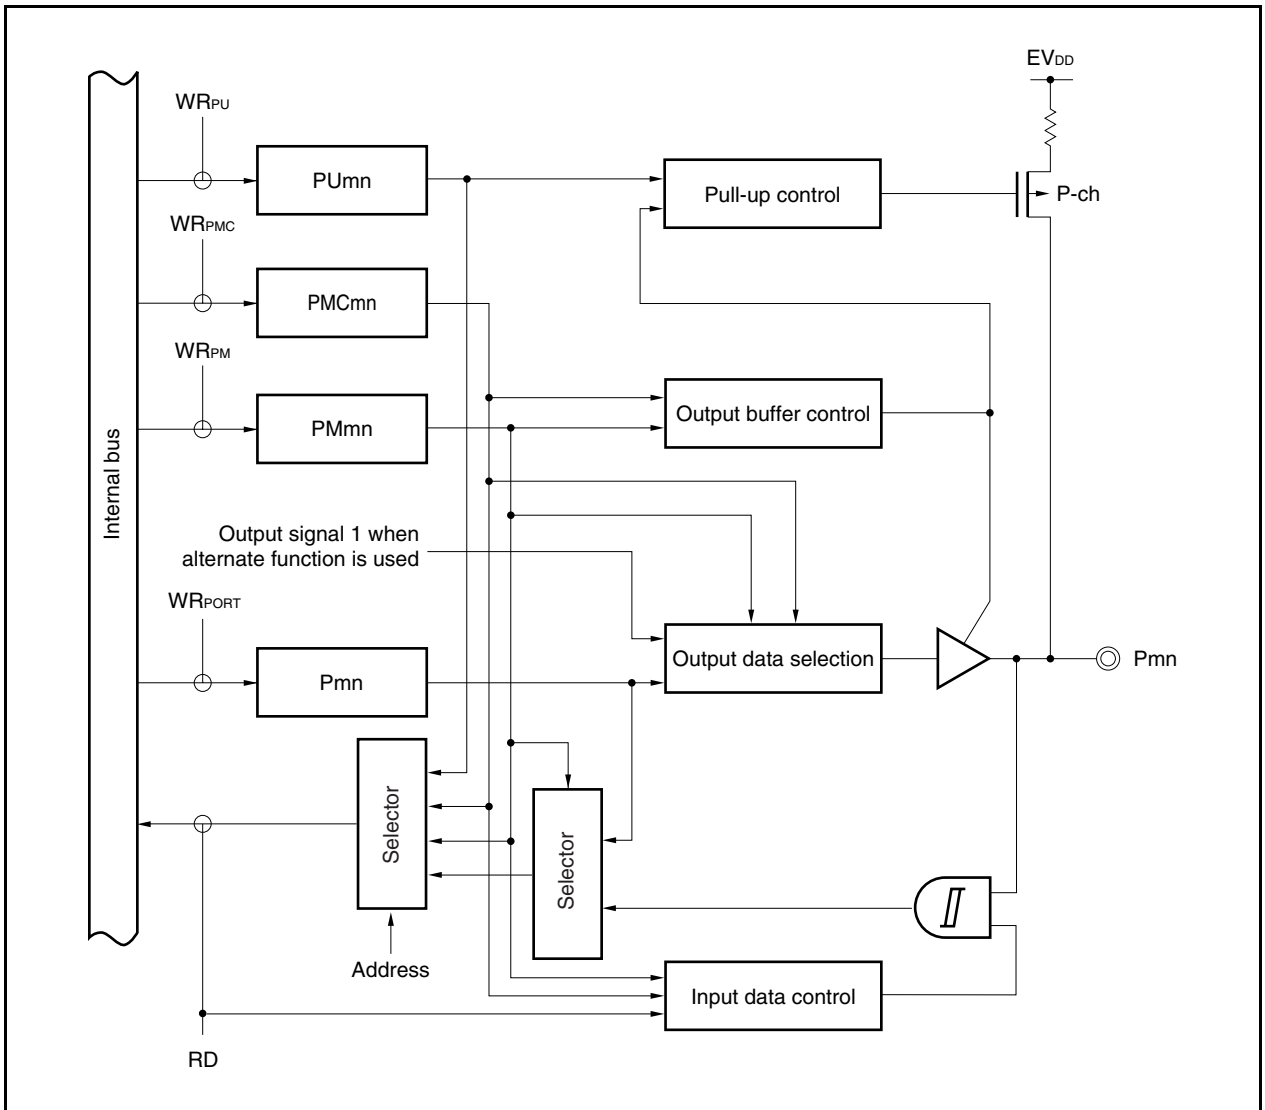 EVDD
WRPU
PUmn
Pull-up control
P-ch
WRPMC
PMCmn
WRPM
PMmn
Output buffer control
Internal bus
Output signal 1 when
alternate function is used
WRPORT
Pmn
Output data selection
Pmn
Selector
Selector
Address
Input data control
RD